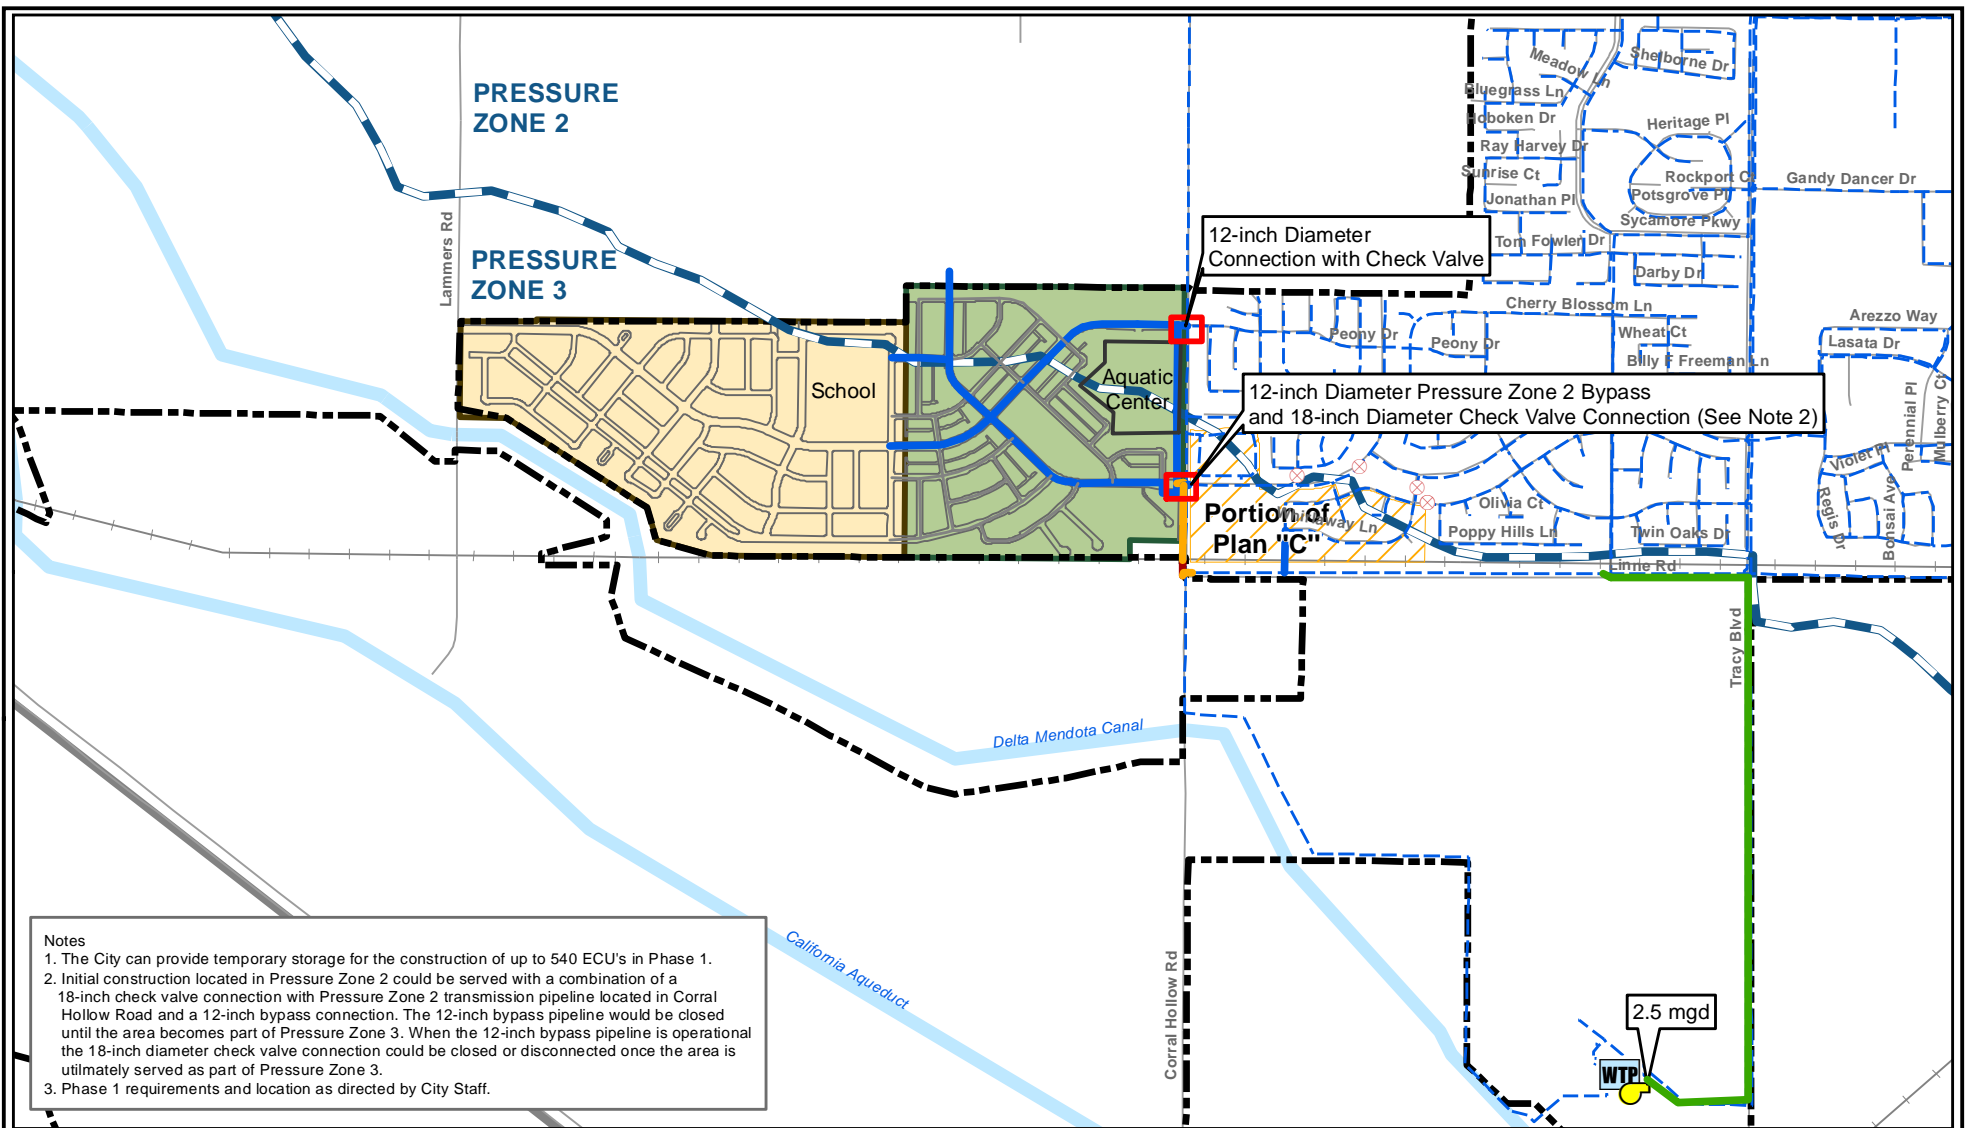 PRESSURE
ZONE 2
PRESSURE
ZONE 3
Lammers Rd
Meadow Ln
Shelborne Dr
Bluegrass Ln
Hoboken Dr
Heritage Pl
Ray Harvey Dr
Sunrise Ct
Rockport Ct
Gandy Dancer Dr
Jonathan Pl
Potsgrove Pl
Sycamore Pkwy
Tom Fowler Dr
Darby Dr
12-inch Diameter
Connection with Check Valve
Cherry Blossom Ln
Arezzo Way
Peony Dr
Peony Dr
Wheat Ct
Lasata Dr
Billy F Freeman Ln
School
Aquatic
Center
12-inch Diameter Pressure Zone 2 Bypass
and 18-inch Diameter Check Valve Connection (See Note 2)
Perennial Pl
Mulberry Ct
Violet Pl
Regis Dr
Bonsai Ave
Olivia Ct
Portion of
Plan "C"
Poppy Hills Ln
Twin Oaks Dr
Linne Rd
Tracy Blvd
Delta Mendota Canal
California Aqueduct
Corral Hollow Rd
2.5 mgd
WTP
Notes
1. The City can provide temporary storage for the construction of up to 540 ECU's in Phase 1.
2. Initial construction located in Pressure Zone 2 could be served with a combination of a
18-inch check valve connection with Pressure Zone 2 transmission pipeline located in Corral
Hollow Road and a 12-inch bypass connection. The 12-inch bypass pipeline would be closed
until the area becomes part of Pressure Zone 3. When the 12-inch bypass pipeline is operational
the 18-inch diameter check valve connection could be closed or disconnected once the area is
utilmately served as part of Pressure Zone 3.
3. Phase 1 requirements and location as directed by City Staff.